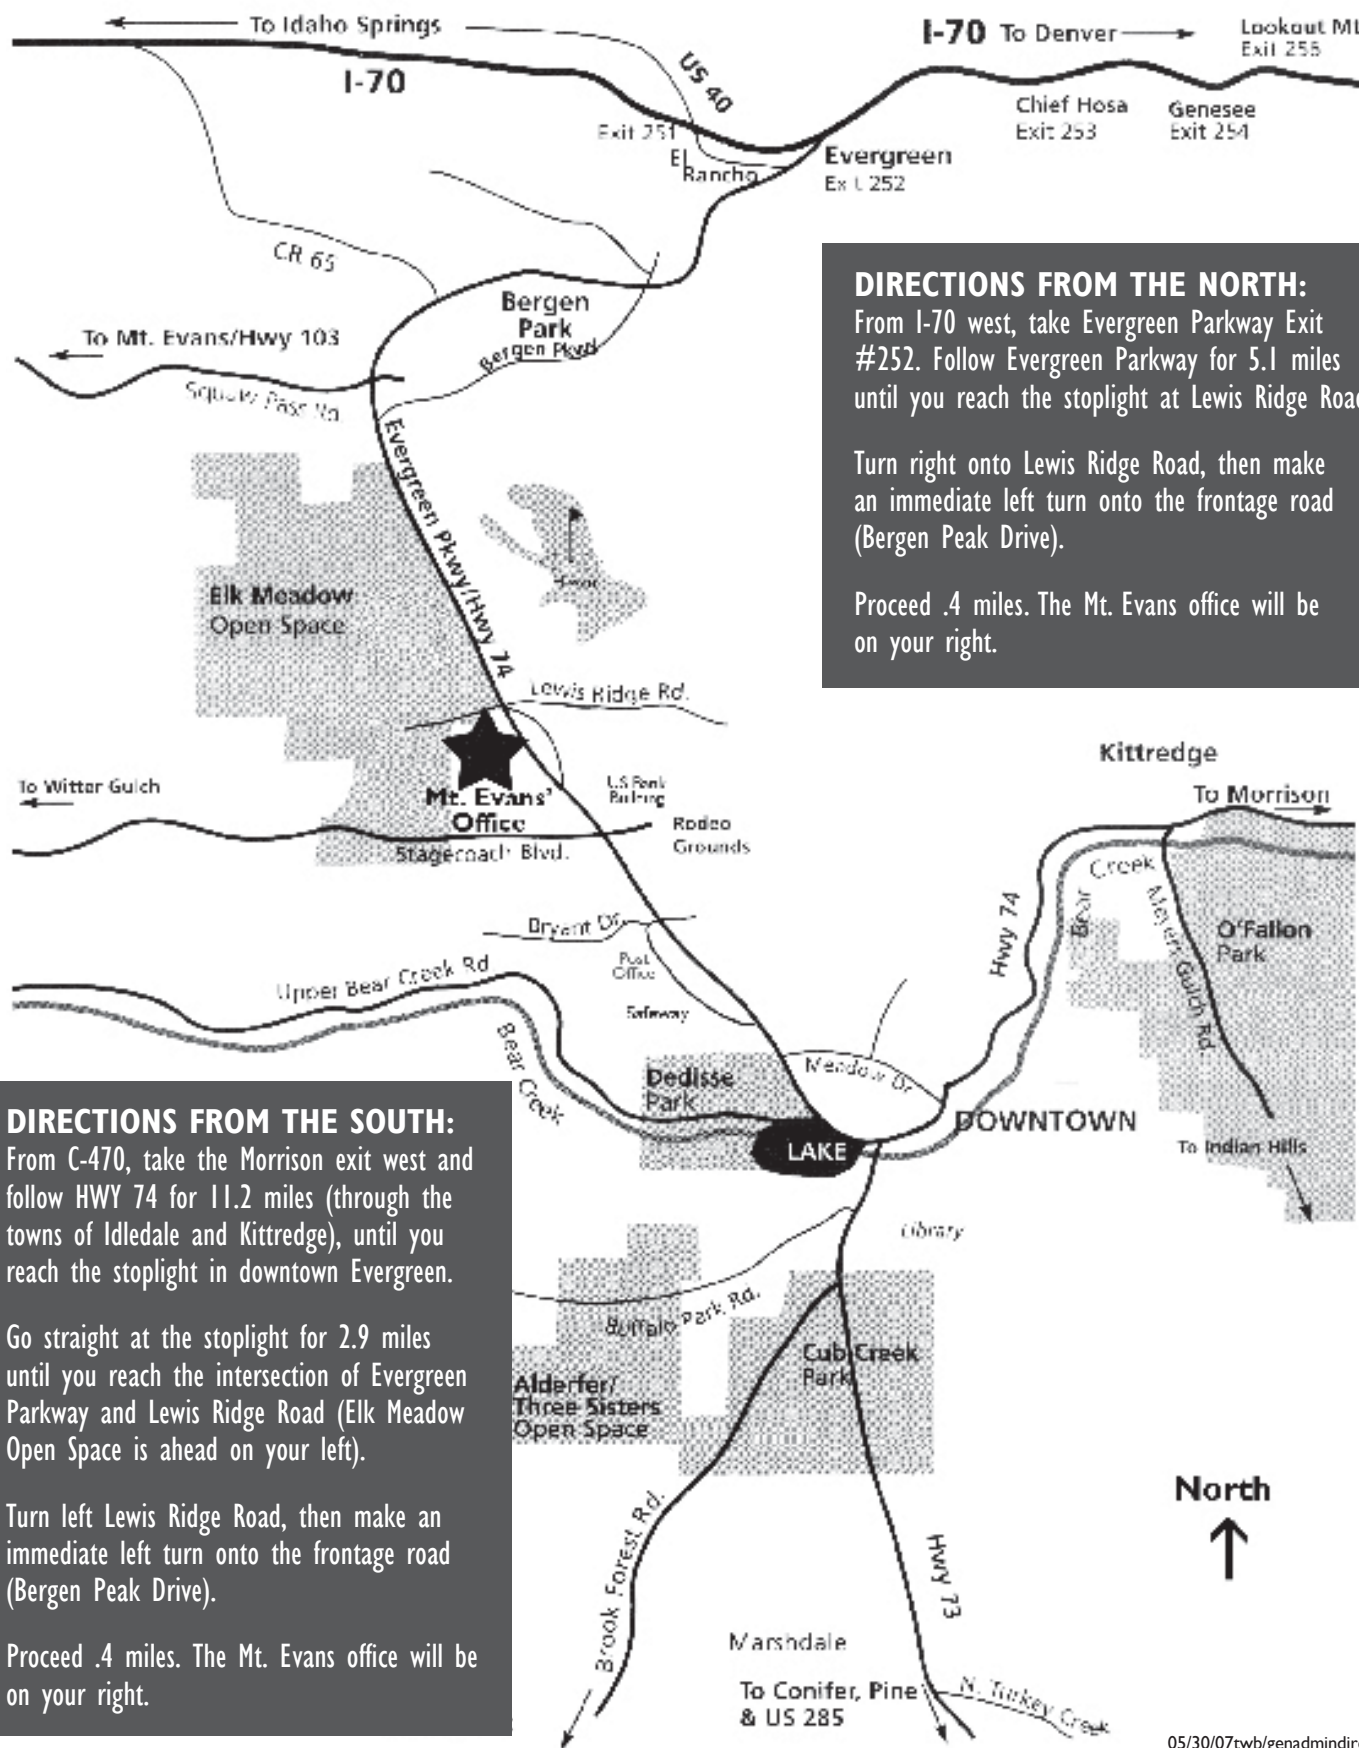 To Idaho Springs
I-70 To Denver
Lookout Mt
Exit 255
I-70
US 40
Chief Hosa
Exit 253
Genesee
Exit 254
Exit 251
El
Rancho
Evergreen
Exit 252
CR 65
Bergen
Park
Bergen Pkwy
To Mt. Evans/Hwy 103
Squaw Pass Rd.
DIRECTIONS FROM THE NORTH:
From I-70 west, take Evergreen Parkway Exit
#252. Follow Evergreen Parkway for 5.1 miles
until you reach the stoplight at Lewis Ridge Road
Turn right onto Lewis Ridge Road, then make
an immediate left turn onto the frontage road
(Bergen Peak Drive).
Proceed .4 miles. The Mt. Evans office will be
on your right.
Evergreen Pkwy/Hwy 74
Elk Meadow
Open Space
Lewis Ridge Rd.
Mt. Evans'
Office
To Witter Gulch
US Bank
Building
Rodeo
Grounds
Stagecoach Blvd.
Kittredge
To Morrison
Bear Creek
Hwy 74
Meyers Gulch Rd.
O'Fallon
Park
Bryant Dr.
Post
Office
Safeway
Upper Bear Creek Rd
Bear Creek
Dedisse
Park
Meadow Dr
LAKE
DOWNTOWN
To Indian Hills
DIRECTIONS FROM THE SOUTH:
From C-470, take the Morrison exit west and
follow HWY 74 for 11.2 miles (through the
towns of Idledale and Kittredge), until you
reach the stoplight in downtown Evergreen.
Go straight at the stoplight for 2.9 miles
until you reach the intersection of Evergreen
Parkway and Lewis Ridge Road (Elk Meadow
Open Space is ahead on your left).
Turn left Lewis Ridge Road, then make an
immediate left turn onto the frontage road
(Bergen Peak Drive).
Proceed .4 miles. The Mt. Evans office will be
on your right.
Library
Buffalo Park Rd.
Cub Creek
Park
Alderfer/
Three Sisters
Open Space
Brook Forest Rd.
Hwy 73
North
Marshdale
To Conifer, Pine
& US 285
N. Turkey Creek
05/30/07twb/genadmindire